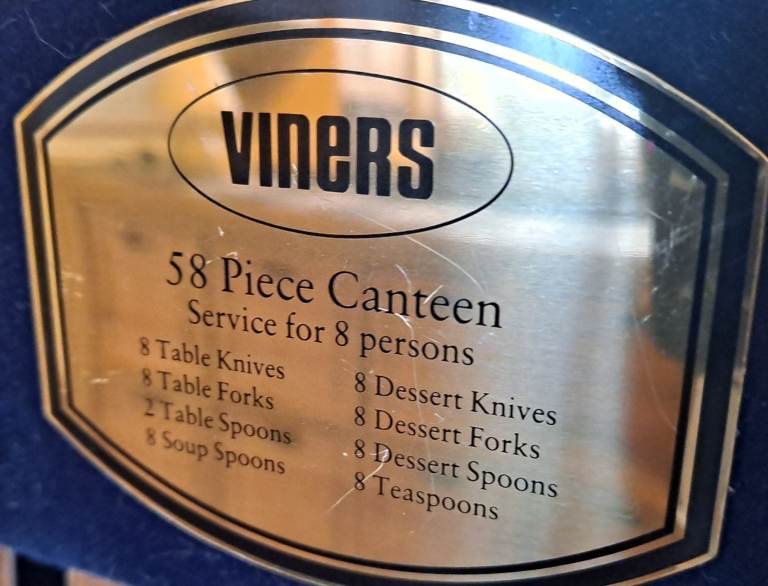 VINERS
58 Piece Canteen
Service for 8 persons
8 Table Knives
8 Table Forks
2 Table Spoons
8 Soup Spoons
8 Dessert Knives
8 Dessert Forks
8 Dessert Spoons
8 Teaspoons